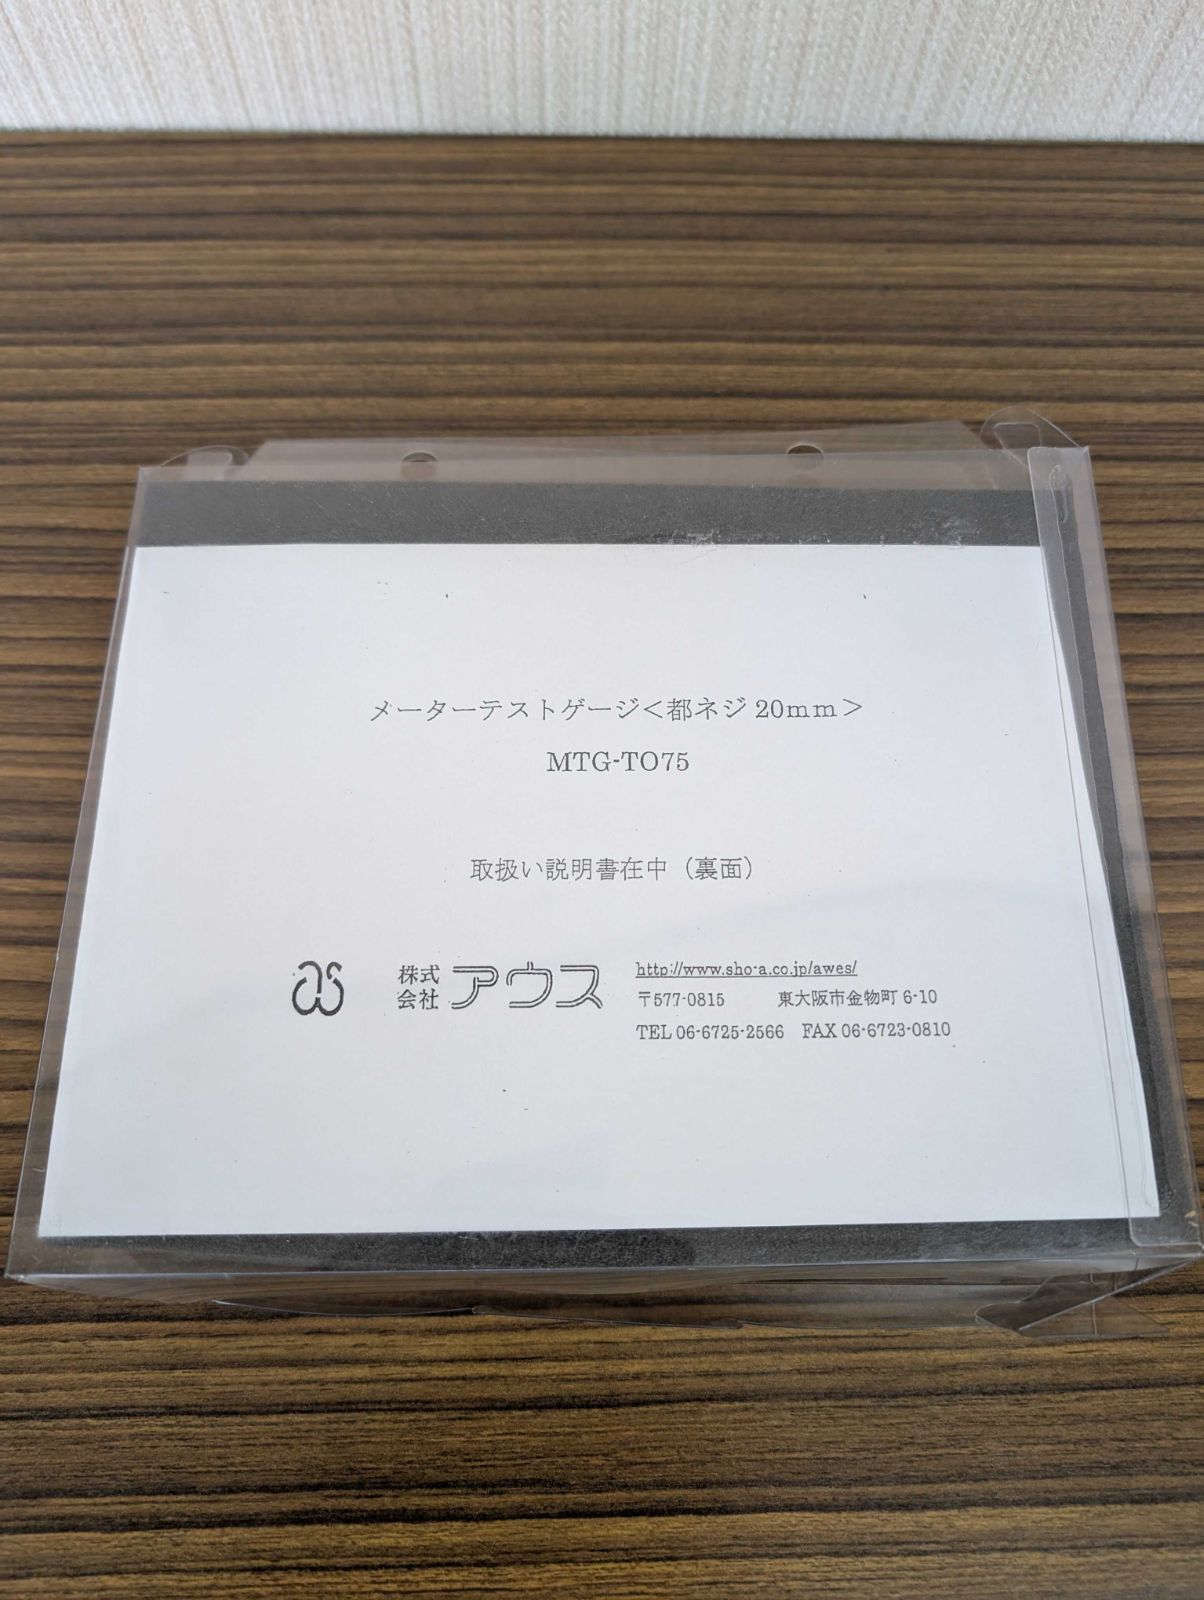 メーターテストゲージ＜都ネジ20mm＞
MTG-TO75
取扱い説明書在中（裏面）
株式会社 アウス
http://www.sho-a.co.jp/awes/
〒577-0815 東大阪市金物町6-10
TEL 06-6725-2566 FAX 06-6723-0810